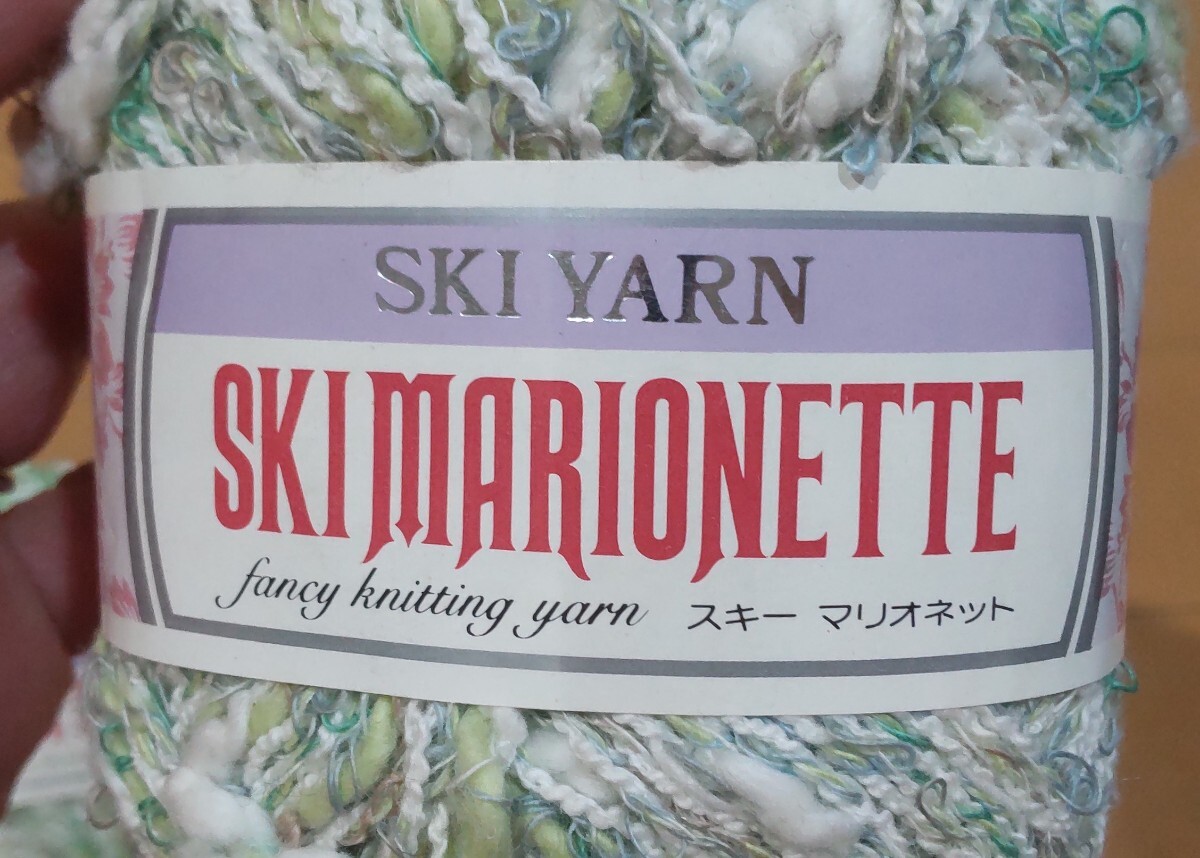 SKI YARN
SKI MARIONETTE
fancy knitting yarn スキー マリオネット